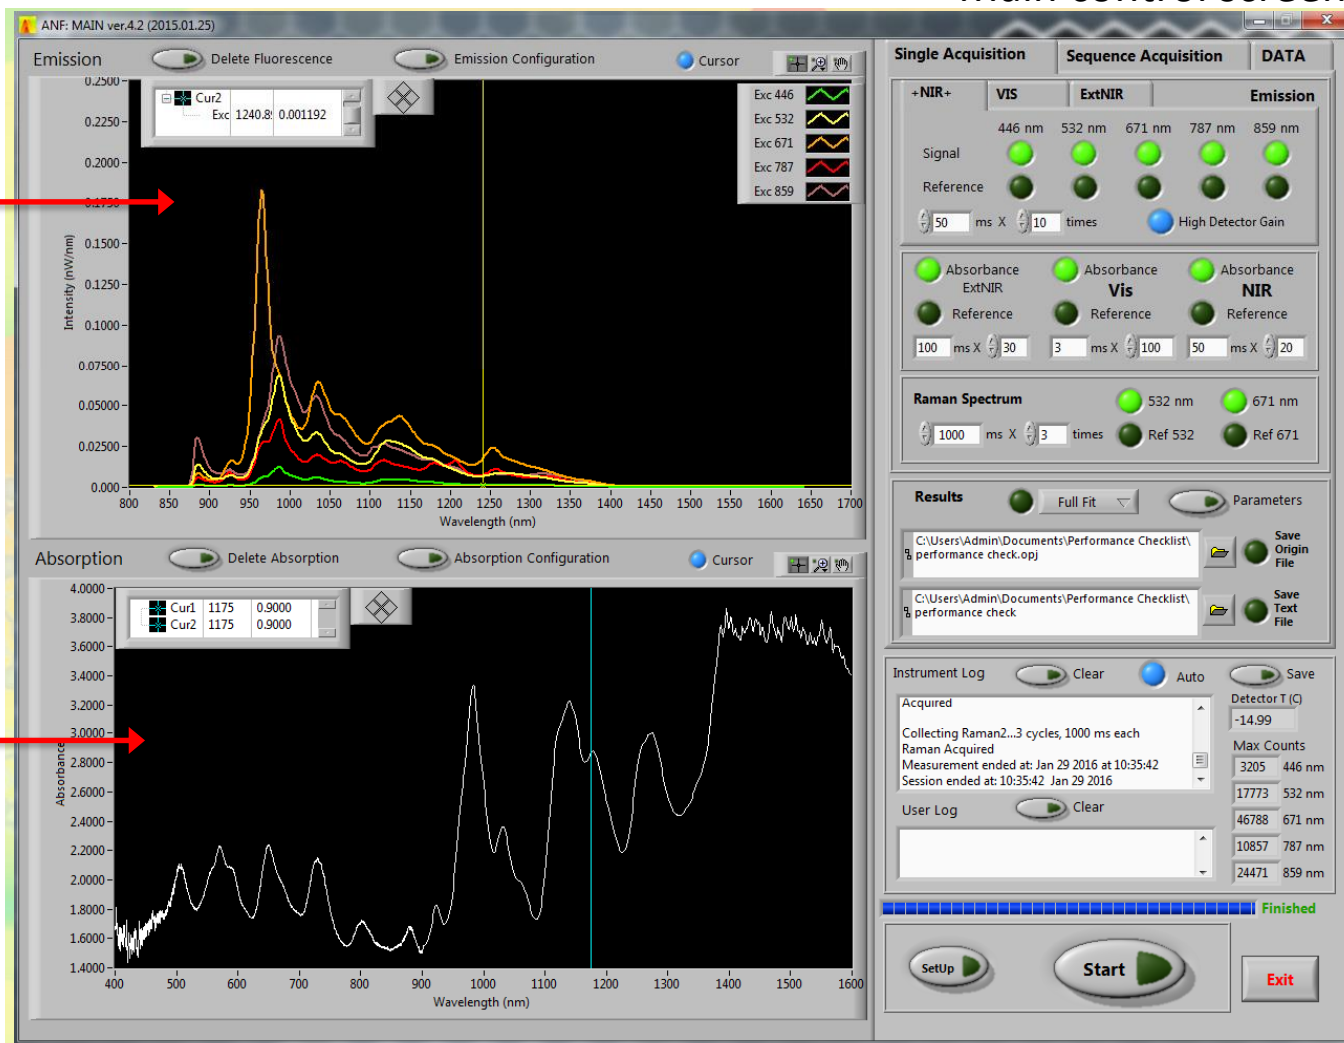 Main control screen
ANF: MAIN ver.4.2 (2015.01.25)
Emission
Delete Fluorescence
Emission Configuration
Cursor
0.2500
0.2250
0.2000
0.1750
0.1500
0.1250
0.1000
0.07500
0.05000
0.02500
0.000
Intensity (nW/nm)
Cur2
Exc 1240.89 0.001192
Exc 446
Exc 532
Exc 671
Exc 787
Exc 859
800 850 900 950 1000 1050 1100 1150 1200 1250 1300 1350 1400 1450 1500 1550 1600 1650 1700
Wavelength (nm)
Absorption
Delete Absorption
Absorption Configuration
Cursor
4.0000
3.8000
3.6000
3.4000
3.2000
3.0000
2.8000
2.6000
2.4000
2.2000
2.0000
1.8000
1.6000
1.4000
Absorbance
Cur1 1175 0.9000
Cur2 1175 0.9000
400 500 600 700 800 900 1000 1100 1200 1300 1400 1500 1600
Wavelength (nm)
Single Acquisition Sequence Acquisition DATA
+NIR+ VIS ExtNIR Emission
446 nm 532 nm 671 nm 787 nm 859 nm
Signal
Reference
50 ms X 10 times High Detector Gain
Absorbance ExtNIR
Reference
100 ms X 30
Absorbance Vis
Reference
3 ms X 100
Absorbance NIR
Reference
50 ms X 20
Raman Spectrum 532 nm 671 nm
1000 ms X 3 times Ref 532 Ref 671
Results Full Fit Parameters
C:\Users\Admin\Documents\Performance Checklist\
performance check.opj
Save
Origin
File
C:\Users\Admin\Documents\Performance Checklist\
performance check
Save
Text
File
Instrument Log Clear Auto Save
Acquired
Collecting Raman2...3 cycles, 1000 ms each
Raman Acquired
Measurement ended at: Jan 29 2016 at 10:35:42
Session ended at: 10:35:42 Jan 29 2016
User Log Clear
Detector T (C)
-14.99
Max Counts
3205 446 nm
17773 532 nm
46788 671 nm
10857 787 nm
24471 859 nm
Finished
SetUp
Start
Exit